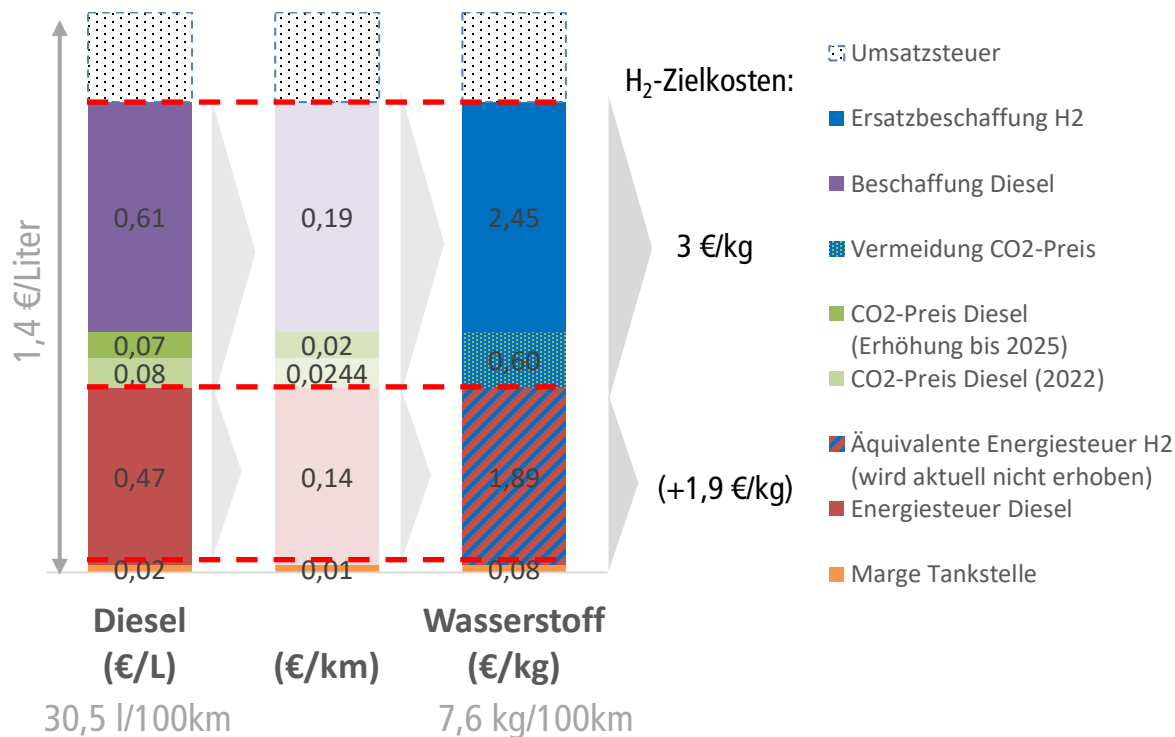 1,4 €/Liter
0,61
0,07
0,08
0,47
0,02
0,19
0,02
0,0244
0,14
0,01
2,45
0,60
1,89
0,08
Diesel
(€/L)
30,5 l/100km
(€/km)
Wasserstoff
(€/kg)
7,6 kg/100km
H₂-Zielkosten:
3 €/kg
(+1,9 €/kg)
Umsatzsteuer
Ersatzbeschaffung H2
Beschaffung Diesel
Vermeidung CO2-Preis
CO2-Preis Diesel
(Erhöhung bis 2025)
CO2-Preis Diesel (2022)
Äquivalente Energiesteuer H2
(wird aktuell nicht erhoben)
Energiesteuer Diesel
Marge Tankstelle